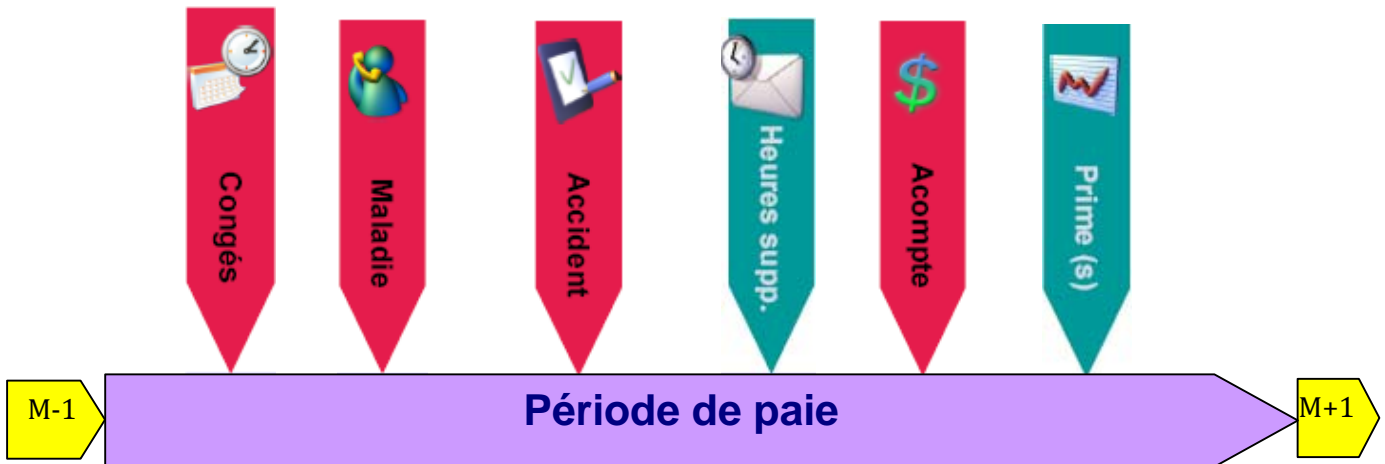 Congés
Maladie
Accident
Heures supp.
Acompte
Prime (s)
M-1
Période de paie
M+1